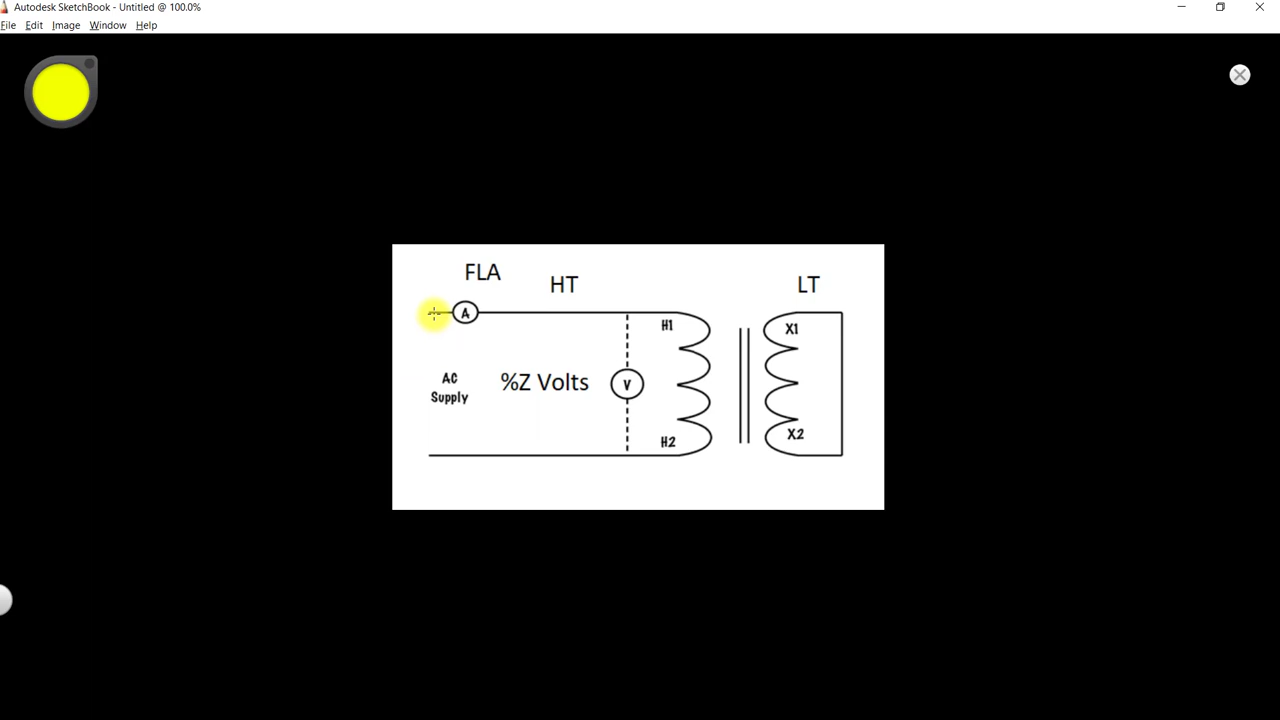 Autodesk SketchBook - Untitled @ 100.0%
File Edit Image Window Help
FLA
HT
LT
A
H1
X1
AC
Supply
%Z Volts
V
H2
X2